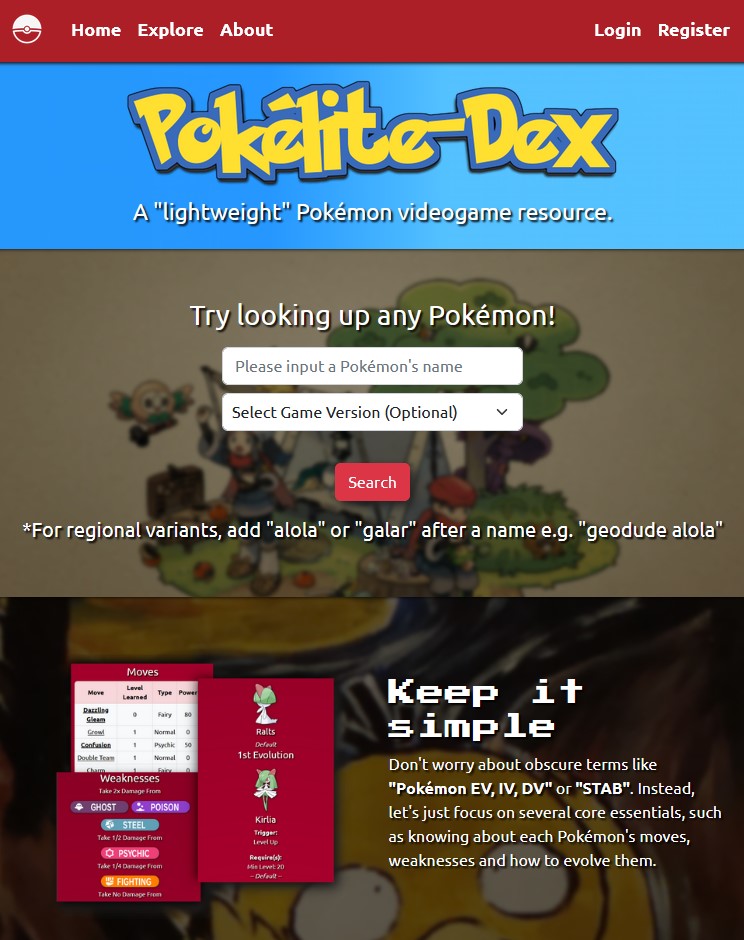 Home Explore About Login Register
Pokélite-Dex
A "lightweight" Pokémon videogame resource.
Try looking up any Pokémon!
Please input a Pokémon's name
Select Game Version (Optional)
Search
*For regional variants, add "alola" or "galar" after a name e.g. "geodude alola"
Moves
Move Level Learned Type Power
Dazzling Gleam 0 Fairy 80
Growl 1 Normal 0
Confusion 1 Psychic 50
Double Team 1 Normal 0
Charm 1 Fairy 0
Weaknesses
Take 2x Damage From
GHOST POISON
STEEL
Take 1/2 Damage From
PSYCHIC
Take 1/4 Damage From
FIGHTING
Take No Damage From
Ralts
Default
1st Evolution
Kirlia
Trigger:
Level Up
Require(s):
Min Level: 20
-- Default --
Keep it
simple
Don't worry about obscure terms like
"Pokémon EV, IV, DV" or "STAB". Instead,
let's just focus on several core essentials, such
as knowing about each Pokémon's moves,
weaknesses and how to evolve them.